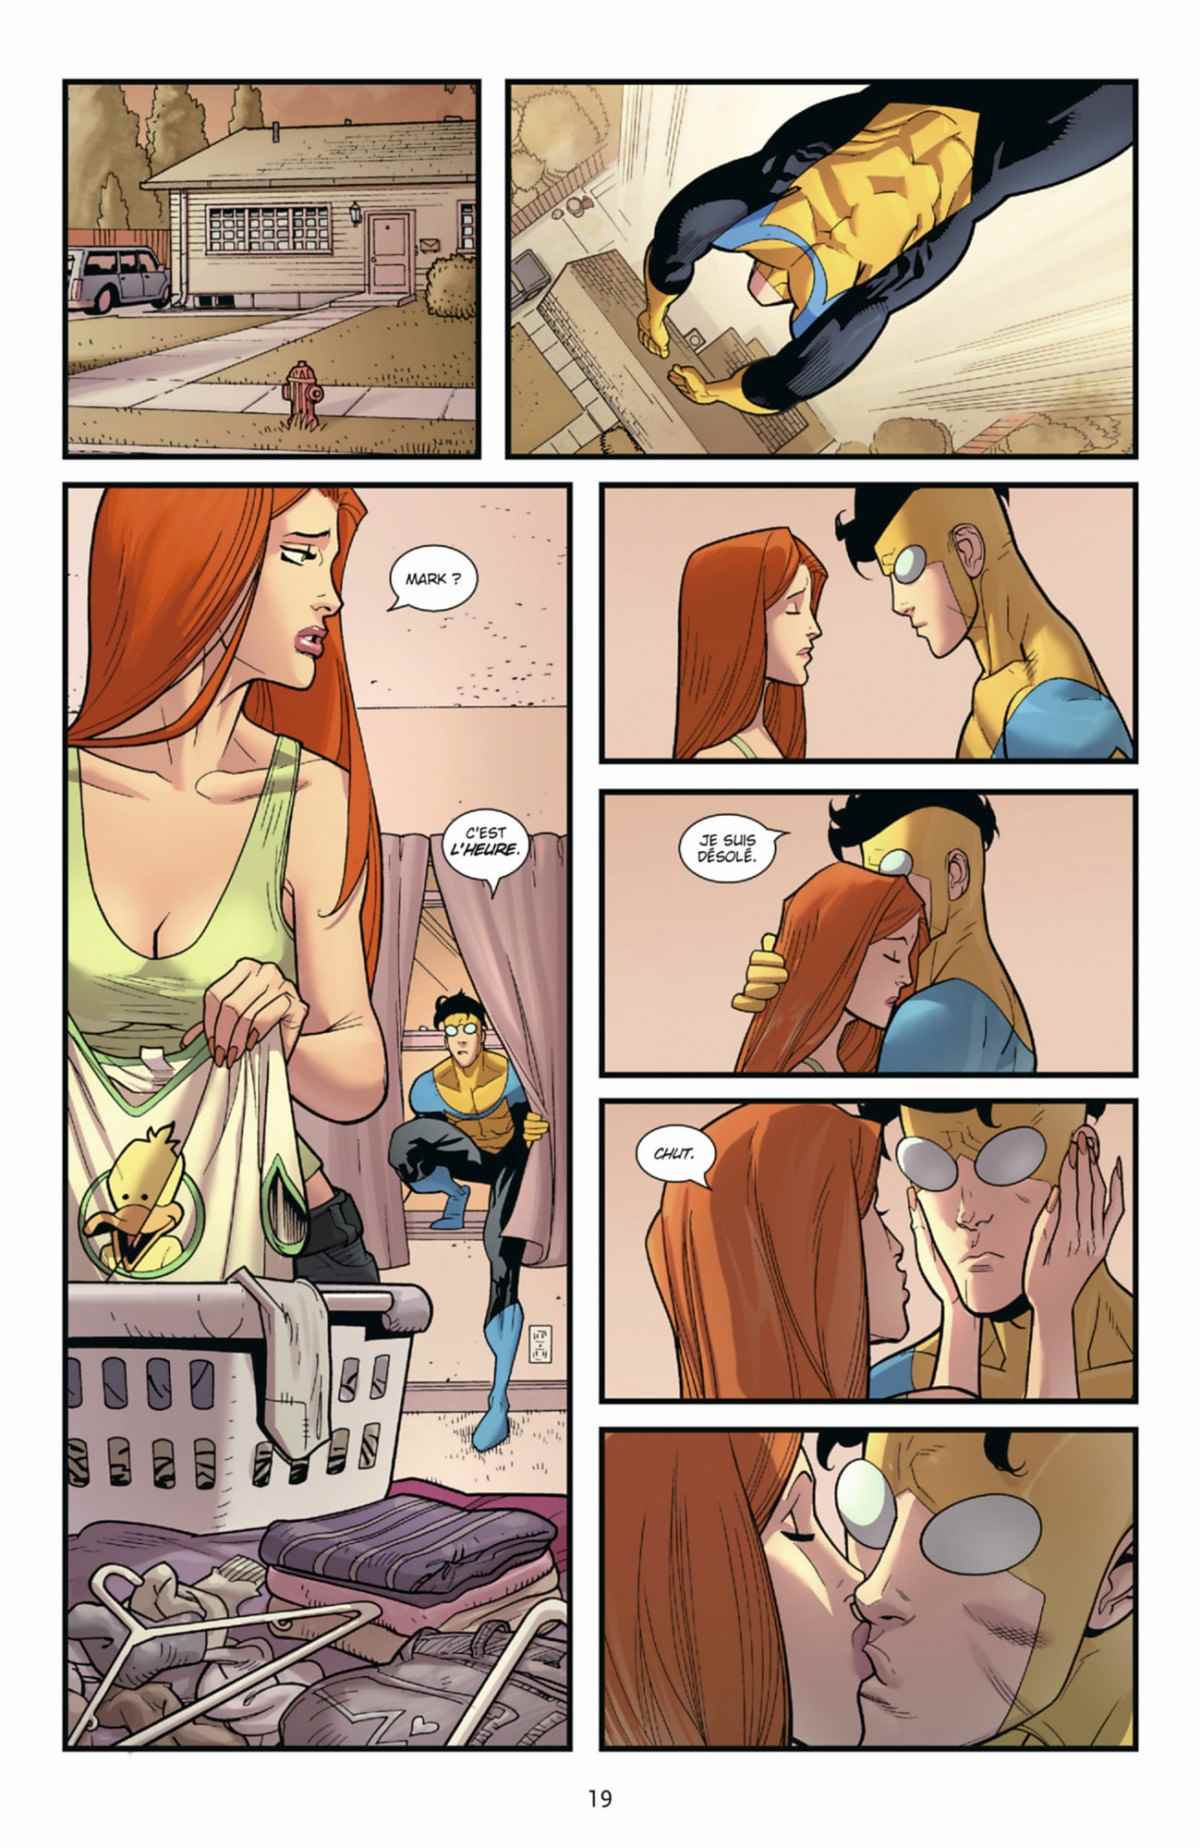 MARK ?
C'EST
L'HEURE.
JE SUIS
DÉSOLÉ.
CHUT.
19